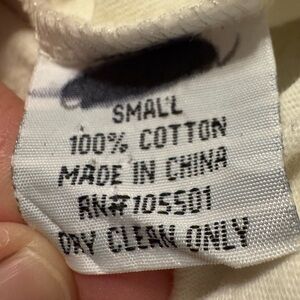 SMALL
100% COTTON
MADE IN CHINA
RN#105501
DRY CLEAN ONLY